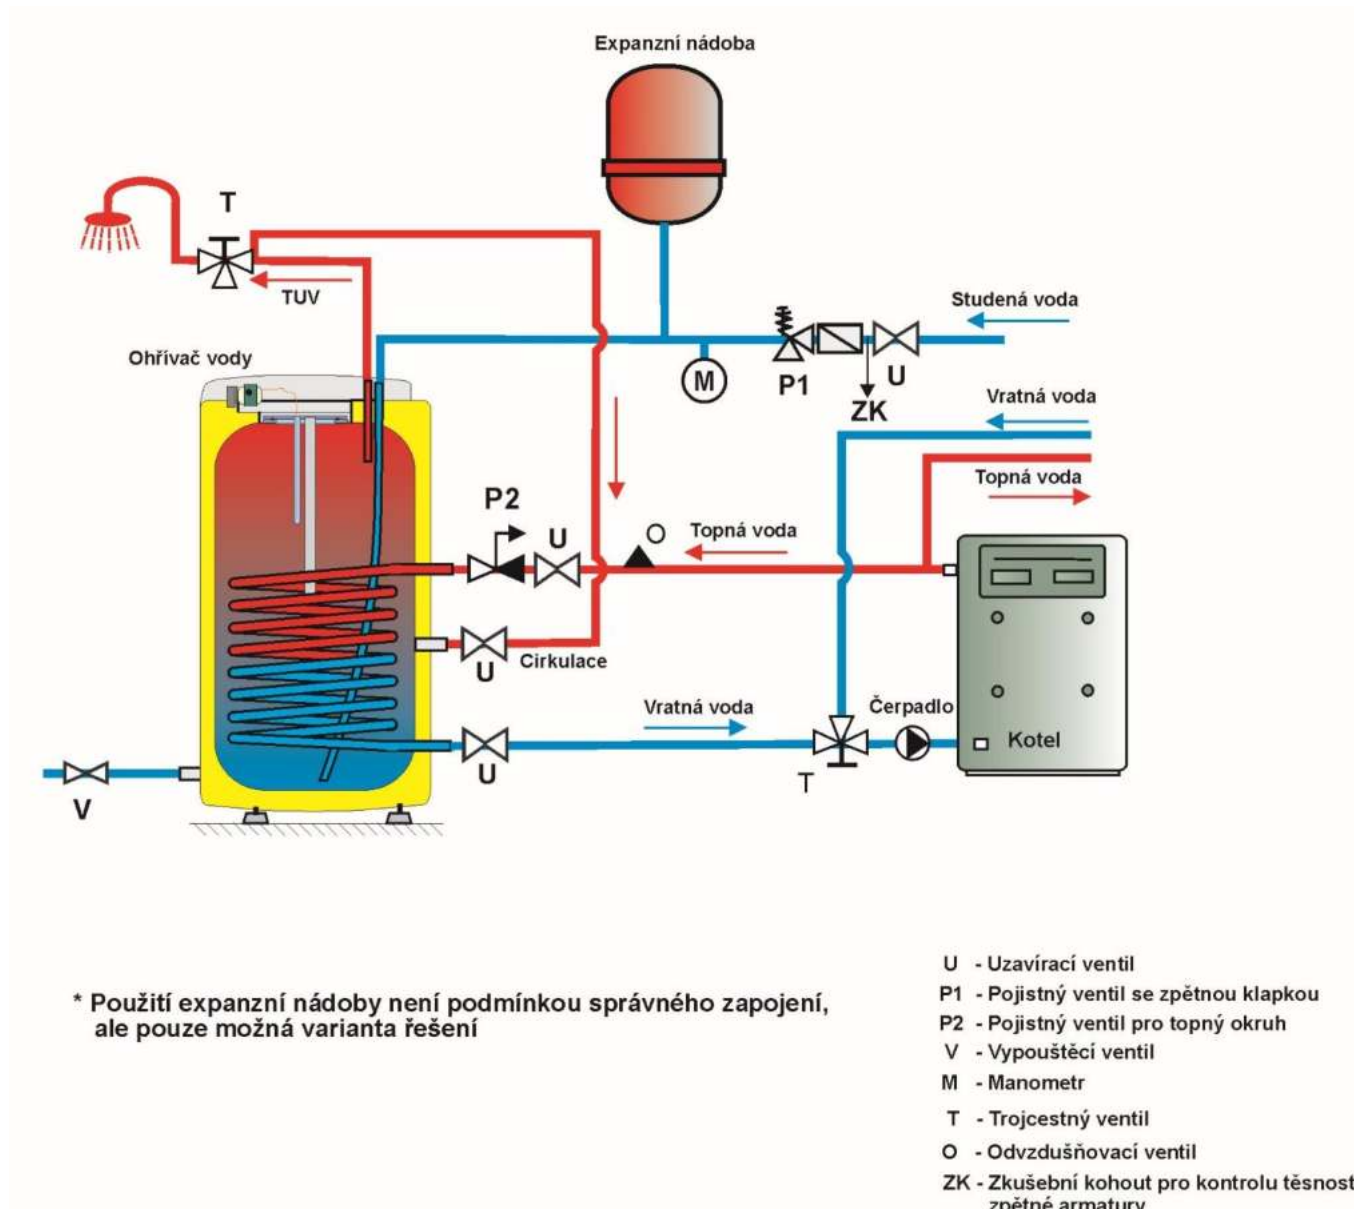 Expanzní nádoba
T
TUV
Studená voda
Ohřívač vody
M
P1
U
ZK
Vratná voda
Topná voda
P2
U
O
Topná voda
U
Cirkulace
Vratná voda
Čerpadlo
Kotel
U
T
V
* Použití expanzní nádoby není podmínkou správného zapojení,
ale pouze možná varianta řešení
U - Uzavírací ventil
P1 - Pojistný ventil se zpětnou klapkou
P2 - Pojistný ventil pro topný okruh
V - Vypouštěcí ventil
M - Manometr
T - Trojcestný ventil
O - Odvzdušňovací ventil
ZK - Zkušební kohout pro kontrolu těsnost
zpětné armatury